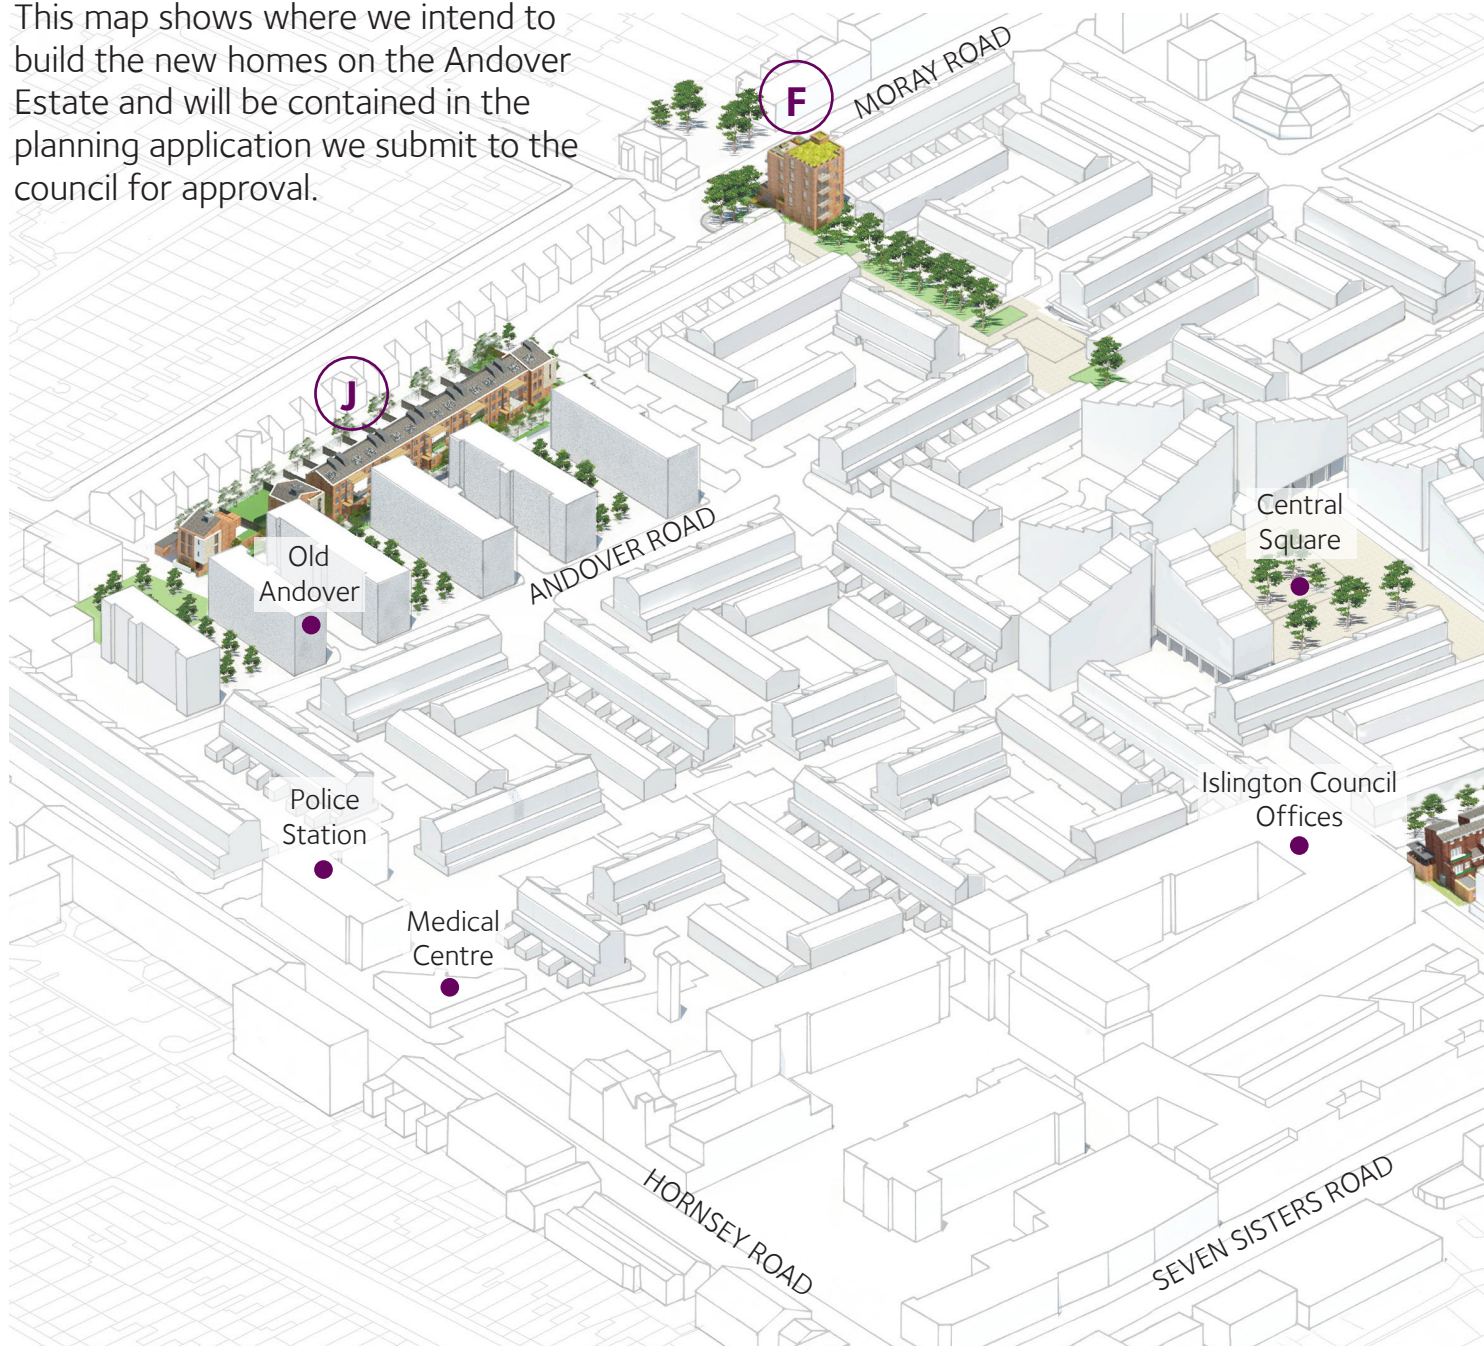 This map shows where we intend to
build the new homes on the Andover
Estate and will be contained in the
planning application we submit to the
council for approval.
F
MORAY ROAD
J
Central
Square
ANDOVER ROAD
Old
Andover
Police
Station
Islington Council
Offices
Medical
Centre
HORNSEY ROAD
SEVEN SISTERS ROAD